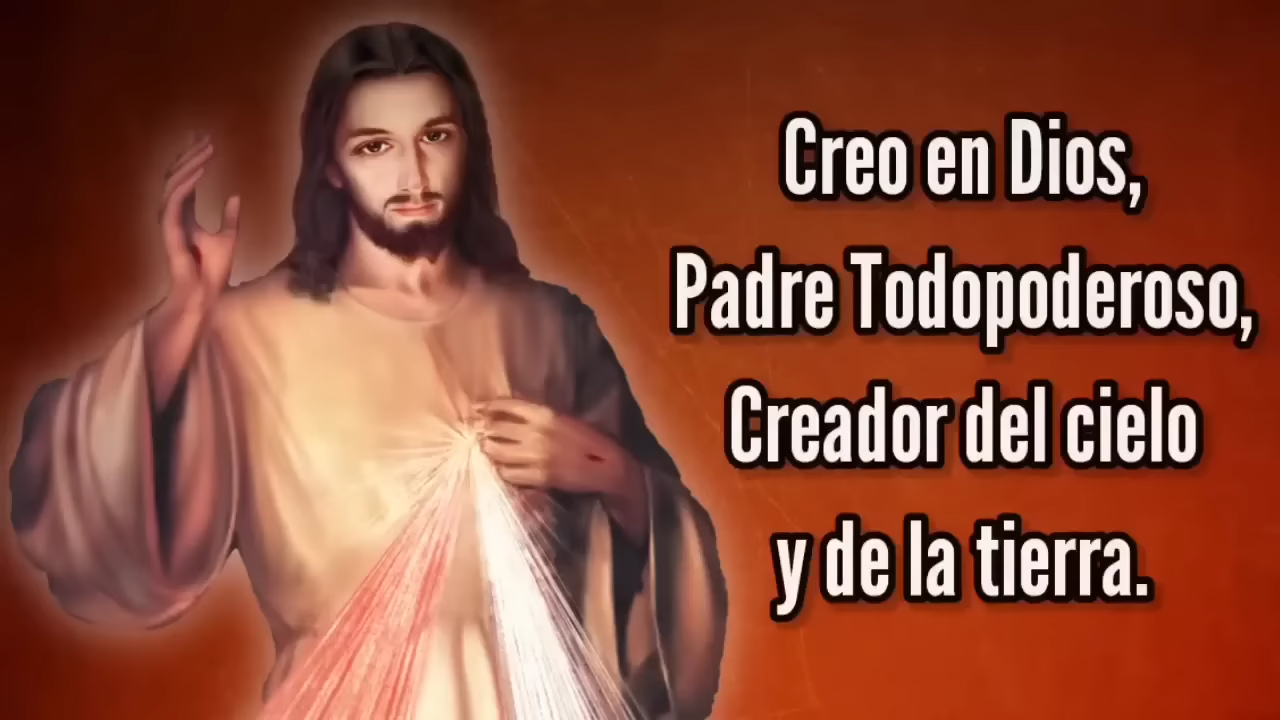 Creo en Dios,
Padre Todopoderoso,
Creador del cielo
y de la tierra.